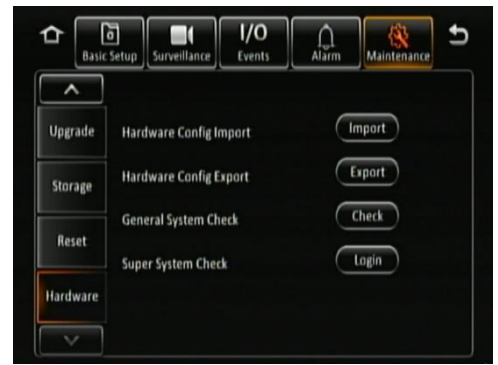 Basic Setup
Surveillance
I/O
Events
Alarm
Maintenance
Upgrade
Hardware Config Import
Import
Storage
Hardware Config Export
Export
General System Check
Check
Reset
Super System Check
Login
Hardware